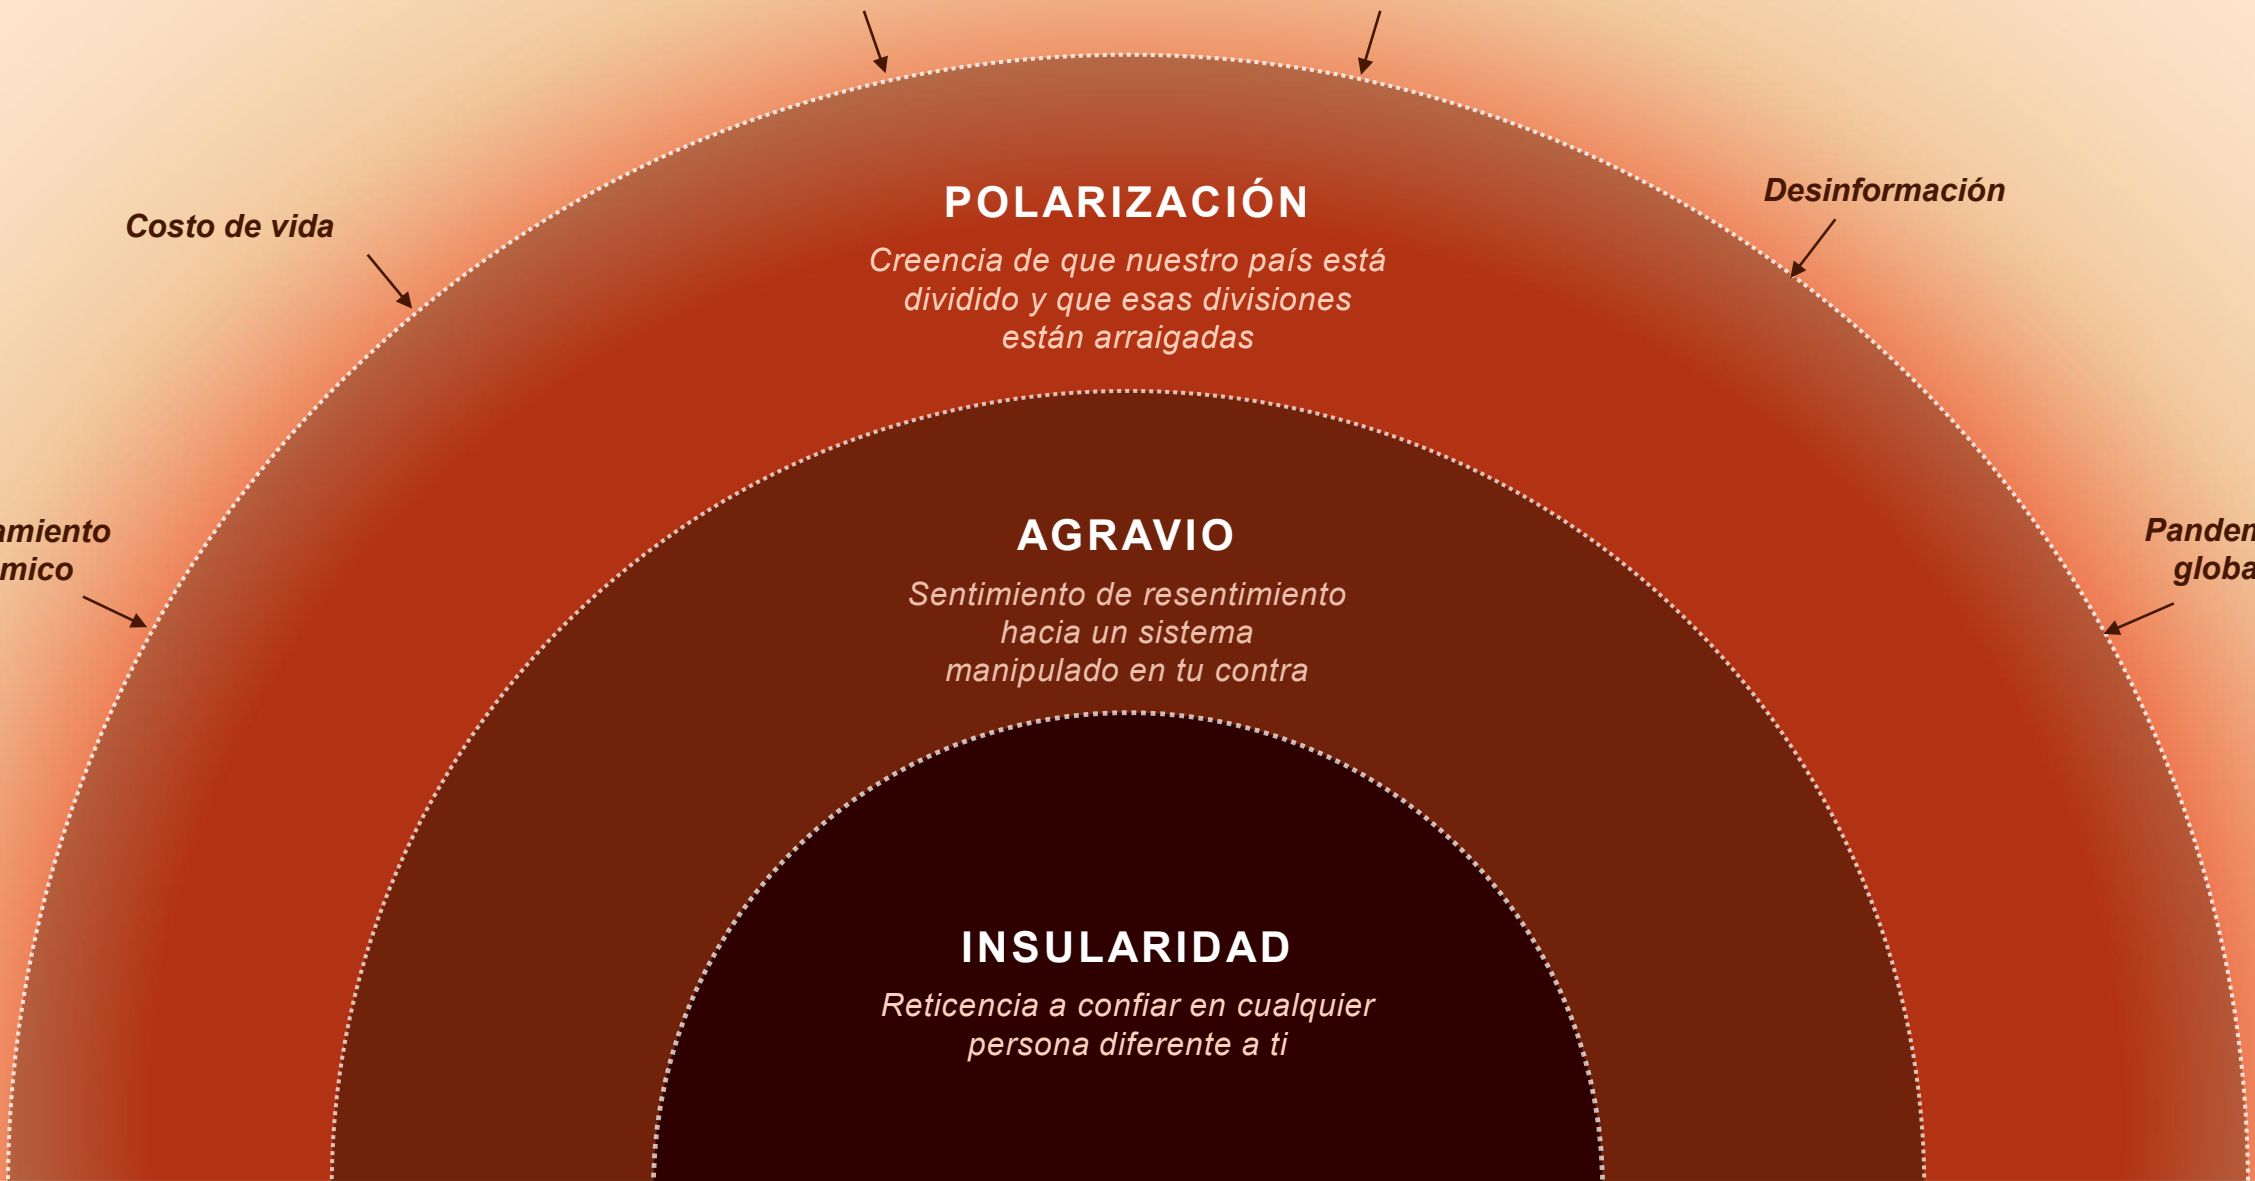 Costo de vida
Desinformación
POLARIZACIÓN
Creencia de que nuestro país está
dividido y que esas divisiones
están arraigadas
AGRAVIO
Sentimiento de resentimiento
hacia un sistema
manipulado en tu contra
INSULARIDAD
Reticencia a confiar en cualquier
persona diferente a ti